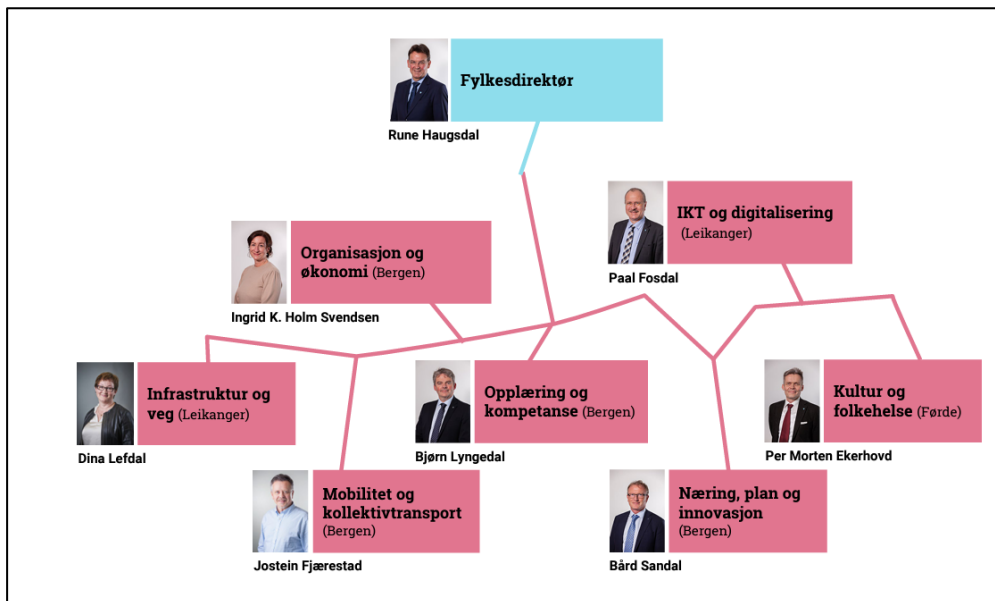 Fylkesdirektør
Rune Haugsdal
IKT og digitalisering
(Leikanger)
Paal Fosdal
Organisasjon og
økonomi (Bergen)
Ingrid K. Holm Svendsen
Infrastruktur og
veg (Leikanger)
Dina Lefdal
Opplæring og
kompetanse (Bergen)
Bjørn Lyngedal
Kultur og
folkehelse (Førde)
Per Morten Ekerhovd
Mobilitet og
kollektivtransport
(Bergen)
Jostein Fjærestad
Næring, plan og
innovasjon
(Bergen)
Bård Sandal